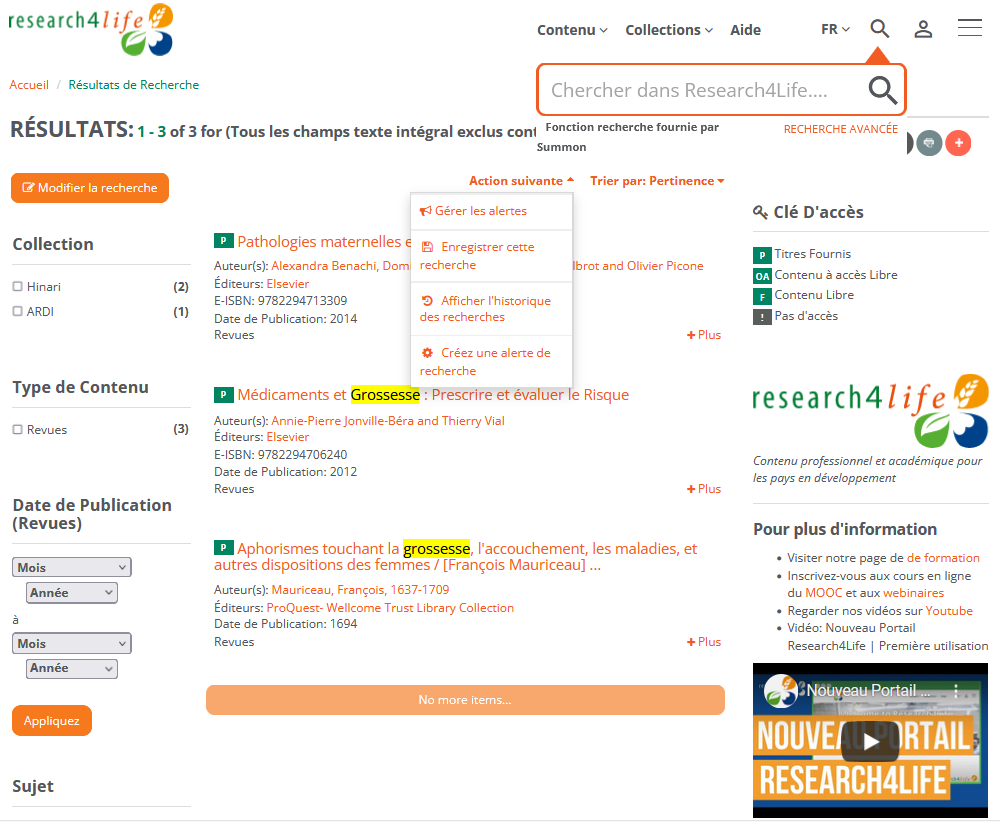 research4life
Contenu
Collections
Aide
FR
Chercher dans Research4Life....
Fonction recherche fournie par
Summon
RECHERCHE AVANCÉE
Accueil / Résultats de Recherche
RÉSULTATS: 1 - 3 of 3 for (Tous les champs texte intégral exclus
Modifier la recherche
Action suivante
Trier par: Pertinence
Gérer les alertes
Enregistrer cette
recherche
Afficher l'historique
des recherches
Créez une alerte de
recherche
Collection
Hinari (2)
ARDI (1)
Type de Contenu
Revues (3)
Date de Publication
(Revues)
Mois
Année
à
Mois
Année
Appliquez
Sujet
P Pathologies maternelles
Auteur(s): Alexandra Benachi, and Olivier Picone
Éditeurs: Elsevier
E-ISBN: 9782294713309
Date de Publication: 2014
Revues
+ Plus
P Médicaments et Grossesse : Prescrire et évaluer le Risque
Auteur(s): Annie-Pierre Jonville-Béra and Thierry Vial
Éditeurs: Elsevier
E-ISBN: 9782294706240
Date de Publication: 2012
Revues
+ Plus
P Aphorismes touchant la grossesse, l'accouchement, les maladies, et
autres dispositions des femmes / [François Mauriceau] ...
Auteur(s): Mauriceau, François, 1637-1709
Éditeurs: ProQuest- Wellcome Trust Library Collection
Date de Publication: 1694
Revues
+ Plus
No more items...
Clé D'accès
P Titres Fournis
OA Contenu à accès Libre
F Contenu Libre
! Pas d'accès
research4life
Contenu professionnel et académique pour
les pays en développement
Pour plus d'information
• Visiter notre page de de formation
• Inscrivez-vous aux cours en ligne
du MOOC et aux webinaires
• Regarder nos vidéos sur Youtube
• Vidéo: Nouveau Portail
Research4Life | Première utilisation
Nouveau Portail ...
NOUVEAU PORTAIL
RESEARCH4LIFE